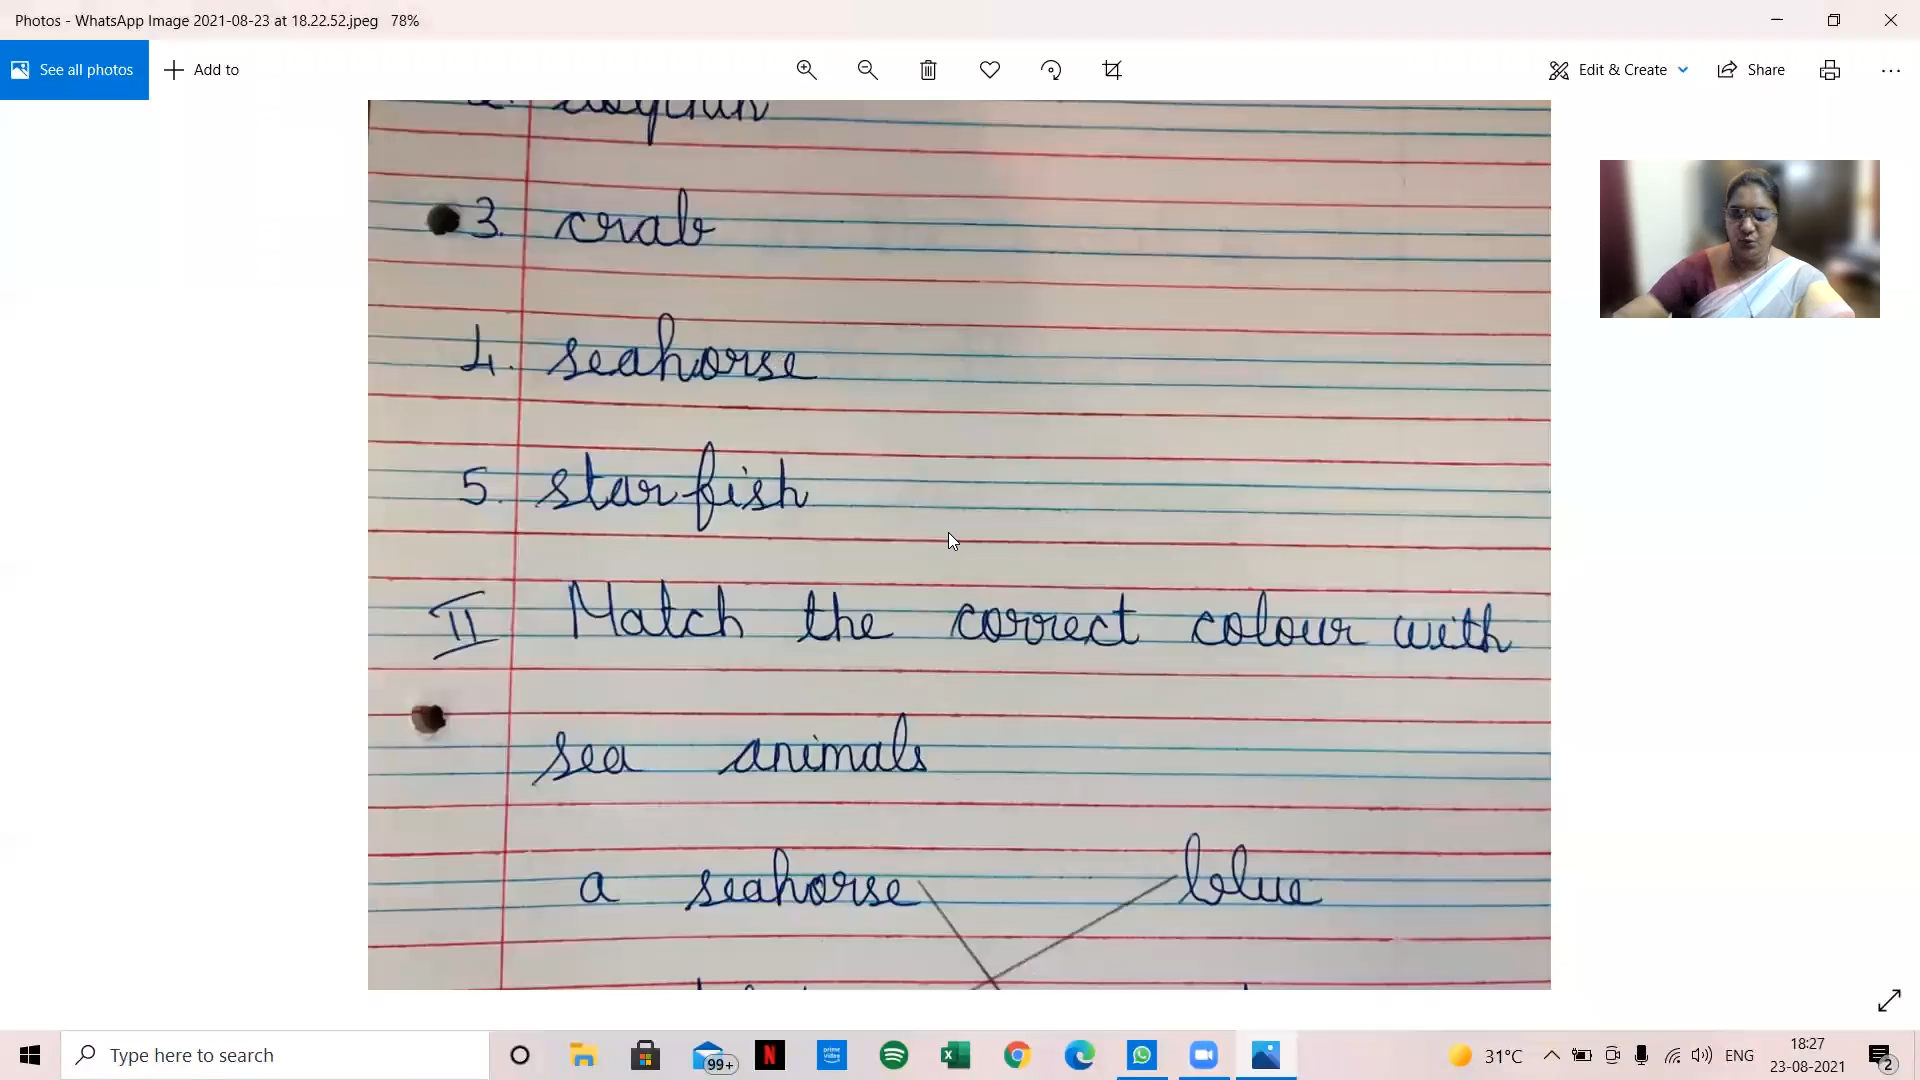 Photos - WhatsApp Image 2021-08-23 at 18.22.52.jpeg 78%
See all photos
Add to
Edit & Create
Share
3. crab
4. seahorse
5. starfish
II Match the correct colour with
sea animals
a seahorse blue
Type here to search
99+
N
prime video
31°C
ENG
18:27
23-08-2021
2